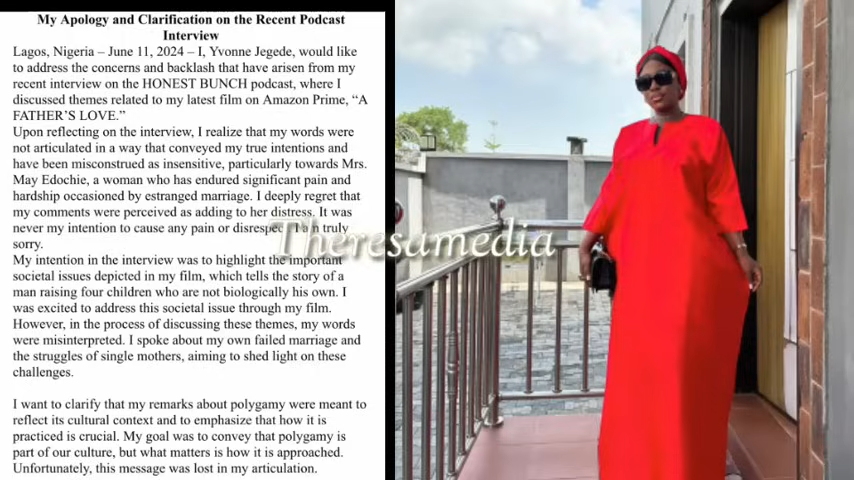 My Apology and Clarification on the Recent Podcast
Interview
Lagos, Nigeria – June 11, 2024 – I, Yvonne Jegede, would like
to address the concerns and backlash that have arisen from my
recent interview on the HONEST BUNCH podcast, where I
discussed themes related to my latest film on Amazon Prime, “A
FATHER’S LOVE.”
Upon reflecting on the interview, I realize that my words were
not articulated in a way that conveyed my true intentions and
have been misconstrued as insensitive, particularly towards Mrs.
May Edochie, a woman who has endured significant pain and
hardship occasioned by estranged marriage. I deeply regret that
my comments were perceived as adding to her distress. It was
never my intention to cause any pain or disrespect. I am truly
sorry.
Theresamedia
My intention in the interview was to highlight the important
societal issues depicted in my film, which tells the story of a
man raising four children who are not biologically his own. I
was excited to address this societal issue through my film.
However, in the process of discussing these themes, my words
were misinterpreted. I spoke about my own failed marriage and
the struggles of single mothers, aiming to shed light on these
challenges.
I want to clarify that my remarks about polygamy were meant to
reflect its cultural context and to emphasize that how it is
practiced is crucial. My goal was to convey that polygamy is
part of our culture, but what matters is how it is approached.
Unfortunately, this message was lost in my articulation.